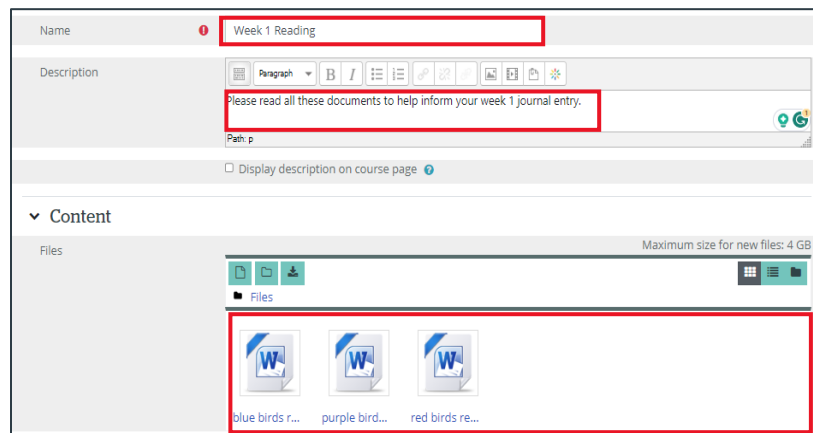 Name
Week 1 Reading
Description
Paragraph
B I
Please read all these documents to help inform your week 1 journal entry.
1
Path: p
Display description on course page
Content
Files
Maximum size for new files: 4 GB
Files
W W W
blue birds r... purple bird... red birds re...